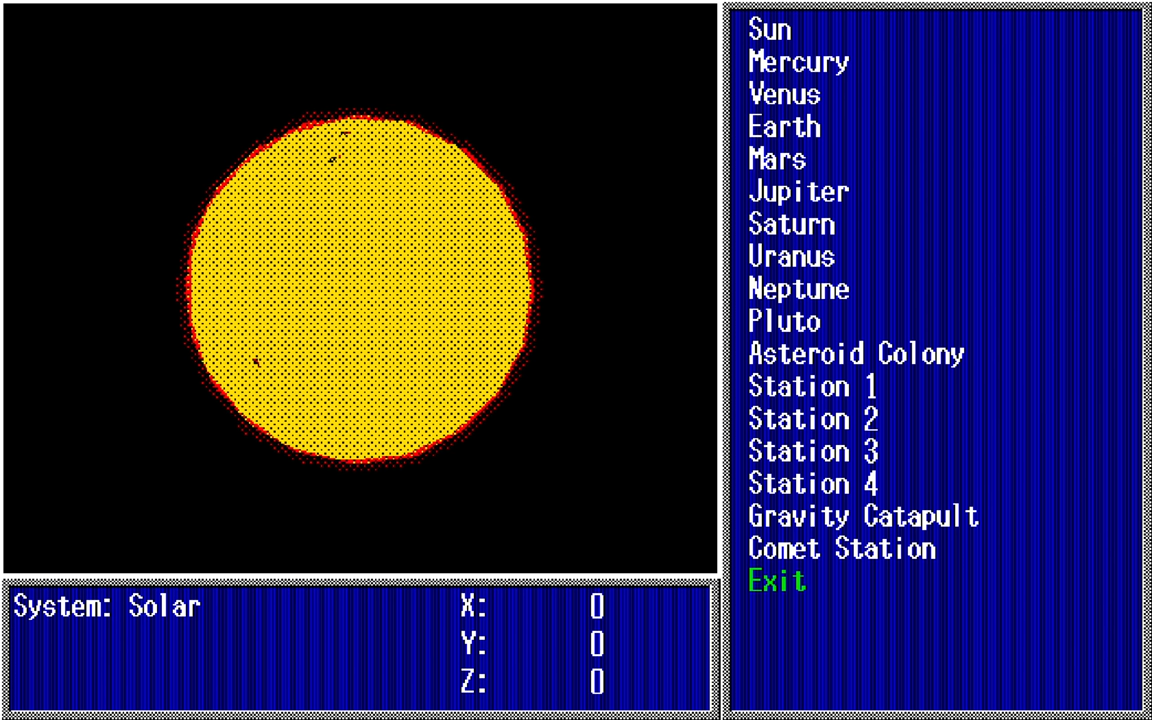 Sun
Mercury
Venus
Earth
Mars
Jupiter
Saturn
Uranus
Neptune
Pluto
Asteroid Colony
Station 1
Station 2
Station 3
Station 4
Gravity Catapult
Comet Station
Exit
System: Solar X: 0
Y: 0
Z: 0